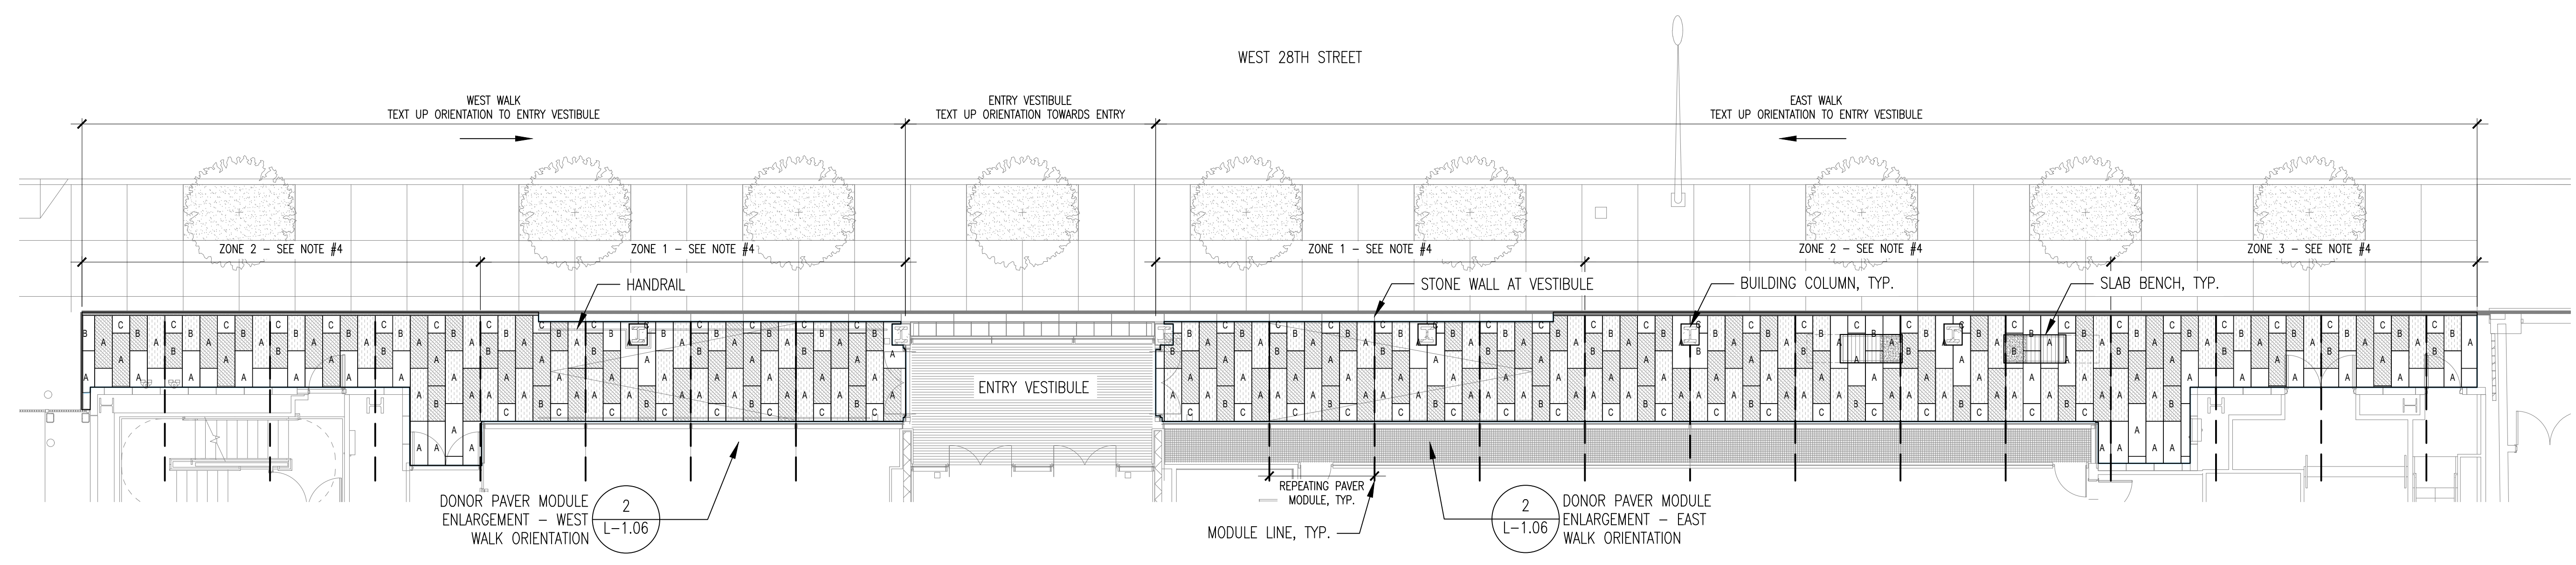 WEST 28TH STREET
WEST WALK
TEXT UP ORIENTATION TO ENTRY VESTIBULE
ENTRY VESTIBULE
TEXT UP ORIENTATION TOWARDS ENTRY
EAST WALK
TEXT UP ORIENTATION TO ENTRY VESTIBULE
ZONE 2 – SEE NOTE #4
ZONE 1 – SEE NOTE #4
ZONE 1 – SEE NOTE #4
ZONE 2 – SEE NOTE #4
ZONE 3 – SEE NOTE #4
HANDRAIL
STONE WALL AT VESTIBULE
BUILDING COLUMN, TYP.
SLAB BENCH, TYP.
ENTRY VESTIBULE
REPEATING PAVER
MODULE, TYP.
MODULE LINE, TYP.
DONOR PAVER MODULE
ENLARGEMENT – WEST
WALK ORIENTATION
2
L-1.06
2
L-1.06
DONOR PAVER MODULE
ENLARGEMENT – EAST
WALK ORIENTATION